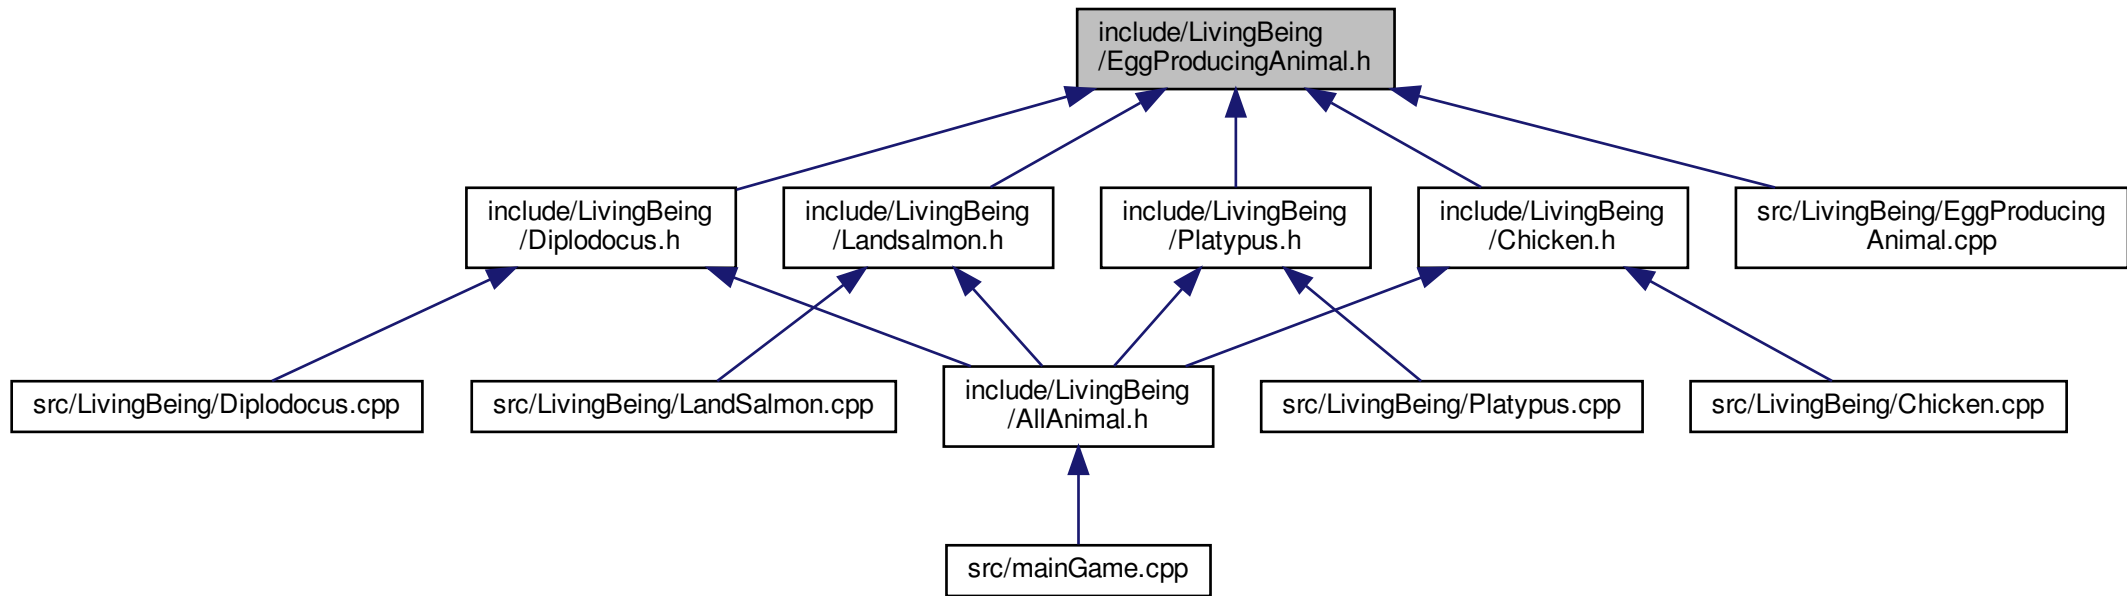 include/LivingBeing
/EggProducingAnimal.h
include/LivingBeing
/Diplodocus.h
include/LivingBeing
/Landsalmon.h
include/LivingBeing
/Platypus.h
include/LivingBeing
/Chicken.h
src/LivingBeing/EggProducing
Animal.cpp
src/LivingBeing/Diplodocus.cpp
src/LivingBeing/LandSalmon.cpp
include/LivingBeing
/AllAnimal.h
src/LivingBeing/Platypus.cpp
src/LivingBeing/Chicken.cpp
src/mainGame.cpp